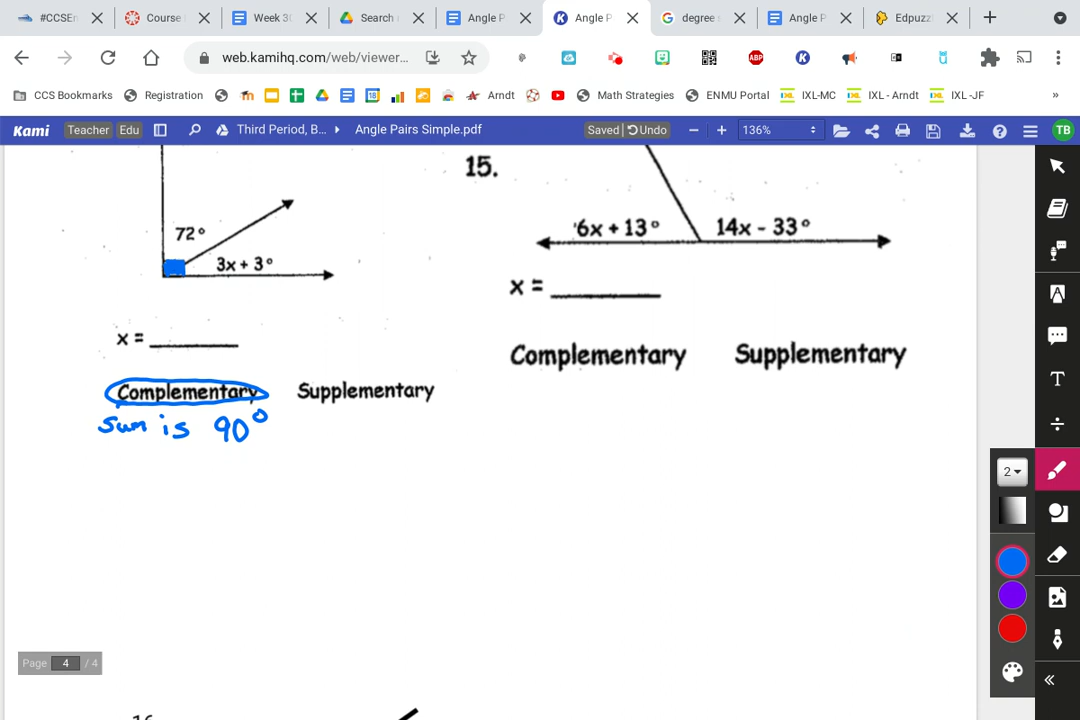 #CCSEn
Course
Week 3
Search
Angle P
Angle P
degree s
Angle P
Edpuzz
web.kamihq.com/web/viewer...
ABP
CCS Bookmarks
Registration
Arndt
Math Strategies
ENMU Portal
IXL-MC
IXL - Arndt
IXL -JF
»
Kami
Teacher
Edu
Third Period, B...
Angle Pairs Simple.pdf
Saved
Undo
136%
TB
15.
72°
3x + 3°
6x + 13°
14x - 33°
x =
x =
Complementary
Supplementary
Complementary
Supplementary
Sum is 90°
2
Page 4 / 4